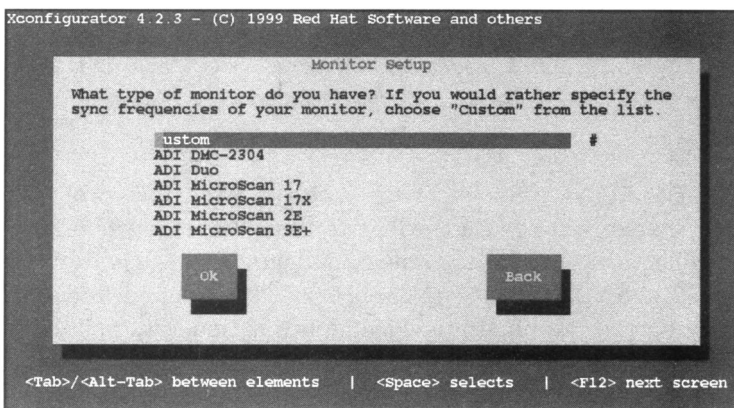 Xconfigurator 4.2.3 - (C) 1999 Red Hat Software and others
Monitor Setup
What type of monitor do you have? If you would rather specify the
sync frequencies of your monitor, choose "Custom" from the list.
ustom #
ADI DMC-2304
ADI Duo
ADI MicroScan 17
ADI MicroScan 17X
ADI MicroScan 2E
ADI MicroScan 3E+
Ok Back
<Tab>/<Alt-Tab> between elements | <Space> selects | <F12> next screen